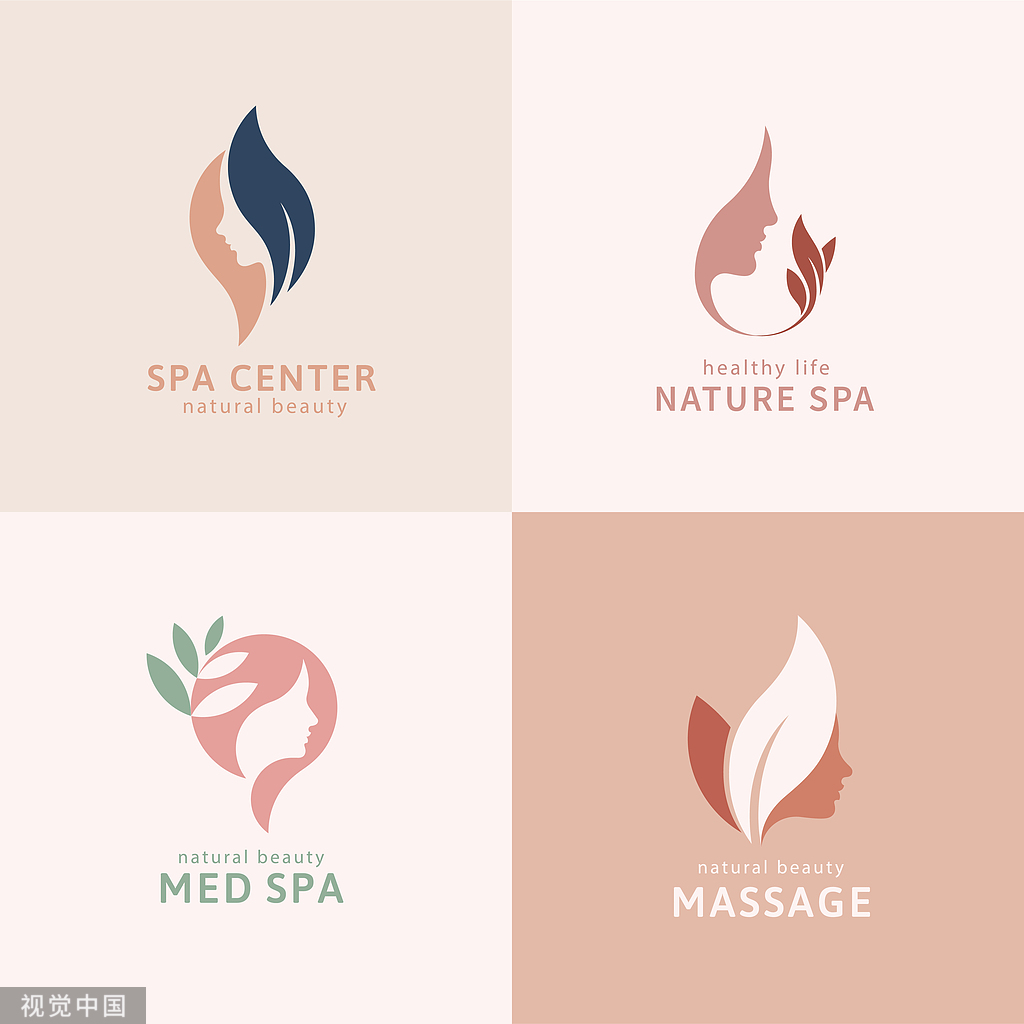 SPA CENTER
natural beauty
healthy life
NATURE SPA
natural beauty
MED SPA
natural beauty
MASSAGE
视觉中国